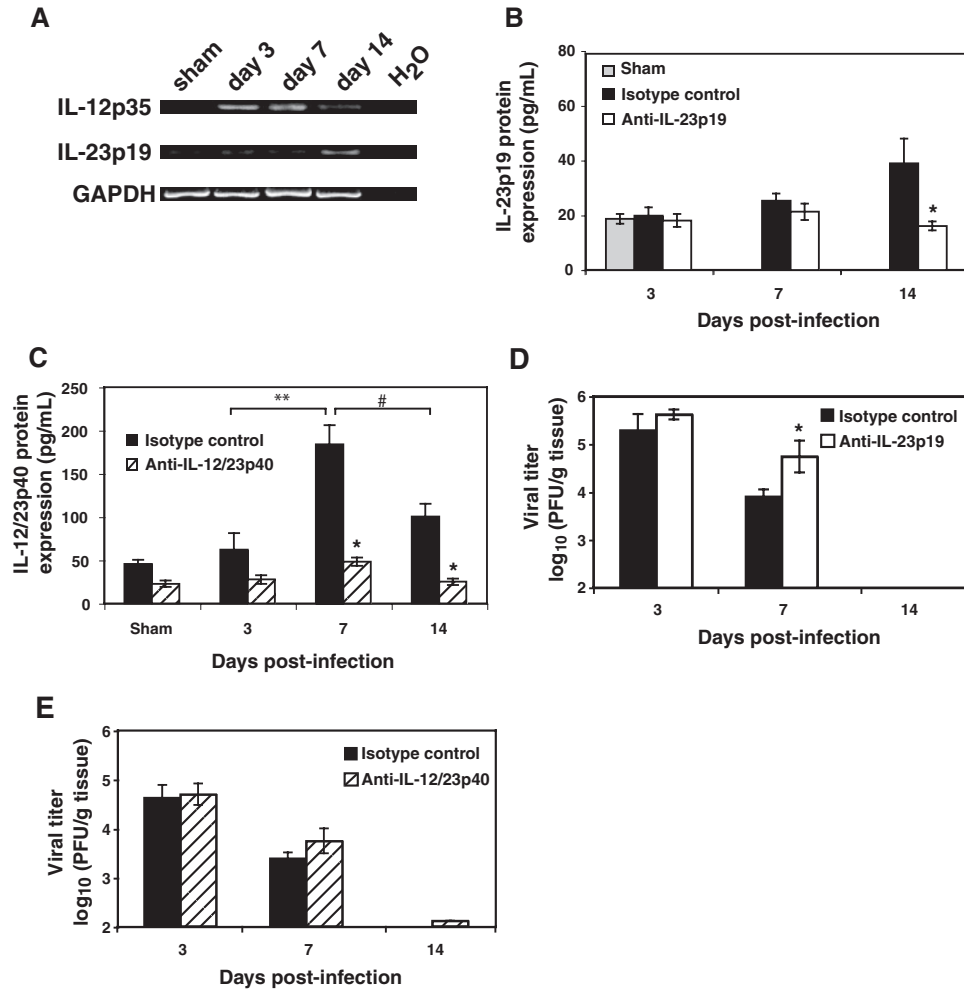 A
sham day 3 day 7 day 14 H2O
IL-12p35
IL-23p19
GAPDH
B
IL-23p19 protein
expression (pg/mL)
80
60
40
20
0
Sham
Isotype control
Anti-IL-23p19
*
3 7 14
Days post-infection
C
IL-12/23p40 protein
expression (pg/mL)
250
200
150
100
50
0
** #
Isotype control
Anti-IL-12/23p40
* *
Sham 3 7 14
Days post-infection
D
Viral titer
log10 (PFU/g tissue)
6
5
4
3
2
Isotype control
Anti-IL-23p19
*
3 7 14
Days post-infection
E
Viral titer
log10 (PFU/g tissue)
6
5
4
3
2
Isotype control
Anti-IL-12/23p40
3 7 14
Days post-infection